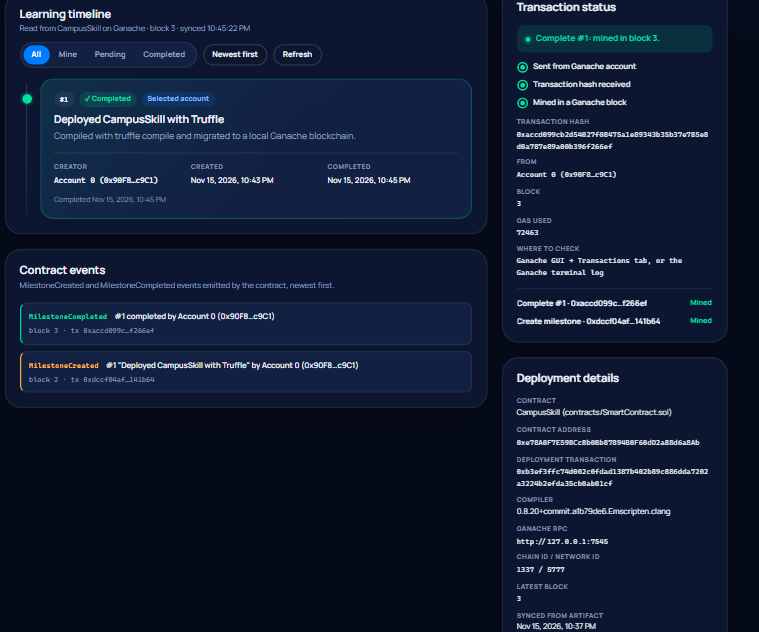 Learning timeline
Read from CampusSkill on Ganache · block 3 · synced 10:45:22 PM
All Mine Pending Completed Newest first Refresh
#1 ✓ Completed Selected account
Deployed CampusSkill with Truffle
Compiled with truffle compile and migrated to a local Ganache blockchain.
CREATOR CREATED COMPLETED
Account 0 (0x90F8…c9C1) Nov 15, 2026, 10:43 PM Nov 15, 2026, 10:45 PM
Completed Nov 15, 2026, 10:45 PM
Contract events
MilestoneCreated and MilestoneCompleted events emitted by the contract, newest first.
MilestoneCompleted #1 completed by Account 0 (0x90F8…c9C1)
block 3 · tx 0xaccd099c…f266ef
MilestoneCreated #1 "Deployed CampusSkill with Truffle" by Account 0 (0x90F8…c9C1)
block 2 · tx 0xdccf04af…141b64
Transaction status
Complete #1: mined in block 3.
Sent from Ganache account
Transaction hash received
Mined in a Ganache block
TRANSACTION HASH
0xaccd099cb2d54027f08475a1e89343b35b37e785e8
d0a787e89a00b396f266ef
FROM
Account 0 (0x90F8…c9C1)
BLOCK
3
GAS USED
72463
WHERE TO CHECK
Ganache GUI → Transactions tab, or the
Ganache terminal log
Complete #1 · 0xaccd099c…f266ef Mined
Create milestone · 0xdccf04af…141b64 Mined
Deployment details
CONTRACT
CampusSkill (contracts/SmartContract.sol)
CONTRACT ADDRESS
0xe78A0F7E598Cc8b0Bb87894B0F60dD2a88d6a8Ab
DEPLOYMENT TRANSACTION
0xb3ef3ffc74d002c0fdad1387b402b89c886dda7202
a3224b2efda35cb0ab01cf
COMPILER
0.8.20+commit.a1b79de6.Emscripten.clang
GANACHE RPC
http://127.0.0.1:7545
CHAIN ID / NETWORK ID
1337 / 5777
LATEST BLOCK
3
SYNCED FROM ARTIFACT
Nov 15, 2026, 10:37 PM